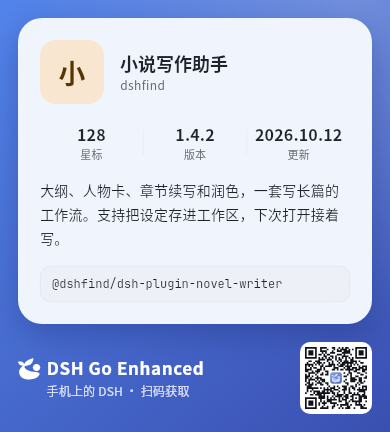 小
小说写作助手
dshfind
128
星标
1.4.2
版本
2026.10.12
更新
大纲、人物卡、章节续写和润色，一套写长篇的
工作流。支持把设定存进工作区，下次打开接着
写。
@dshfind/dsh-plugin-novel-writer
DSH Go Enhanced
手机上的 DSH · 扫码获取